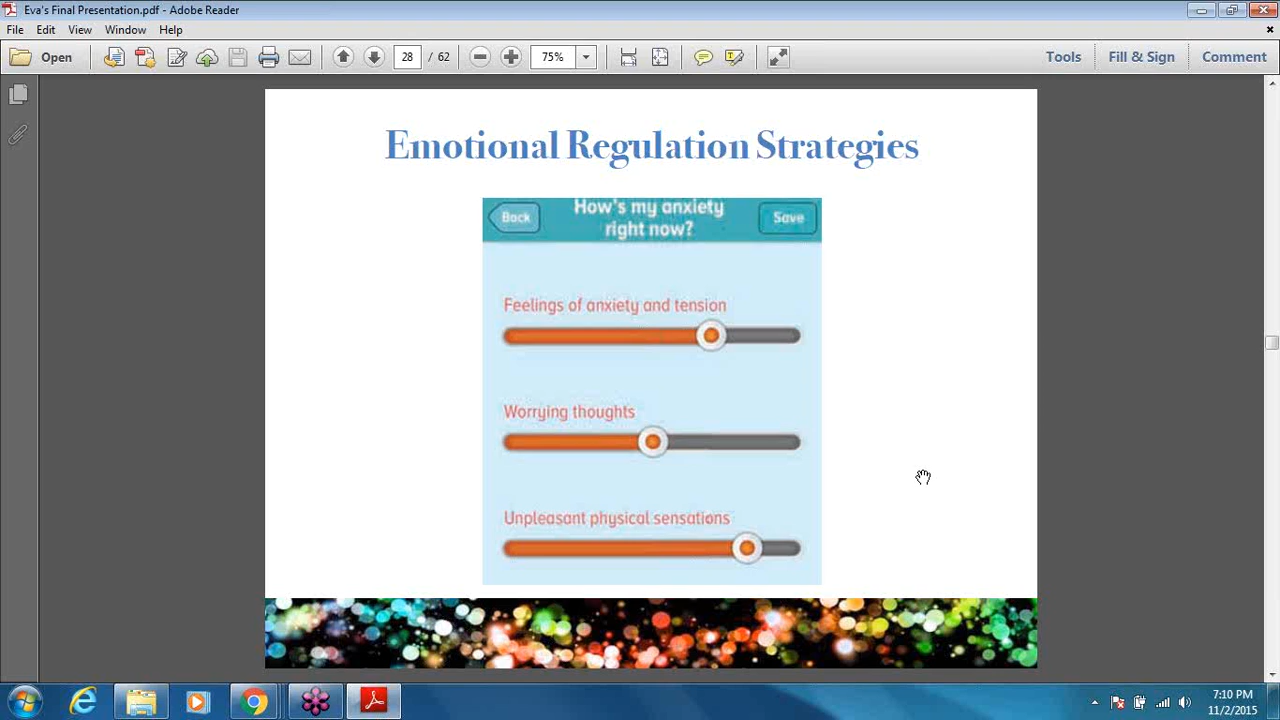 Eva's Final Presentation.pdf - Adobe Reader
File Edit View Window Help
Open 28 / 62 75% Tools Fill & Sign Comment
Emotional Regulation Strategies
Back How's my anxiety right now? Save
Feelings of anxiety and tension
Worrying thoughts
Unpleasant physical sensations
7:10 PM
11/2/2015